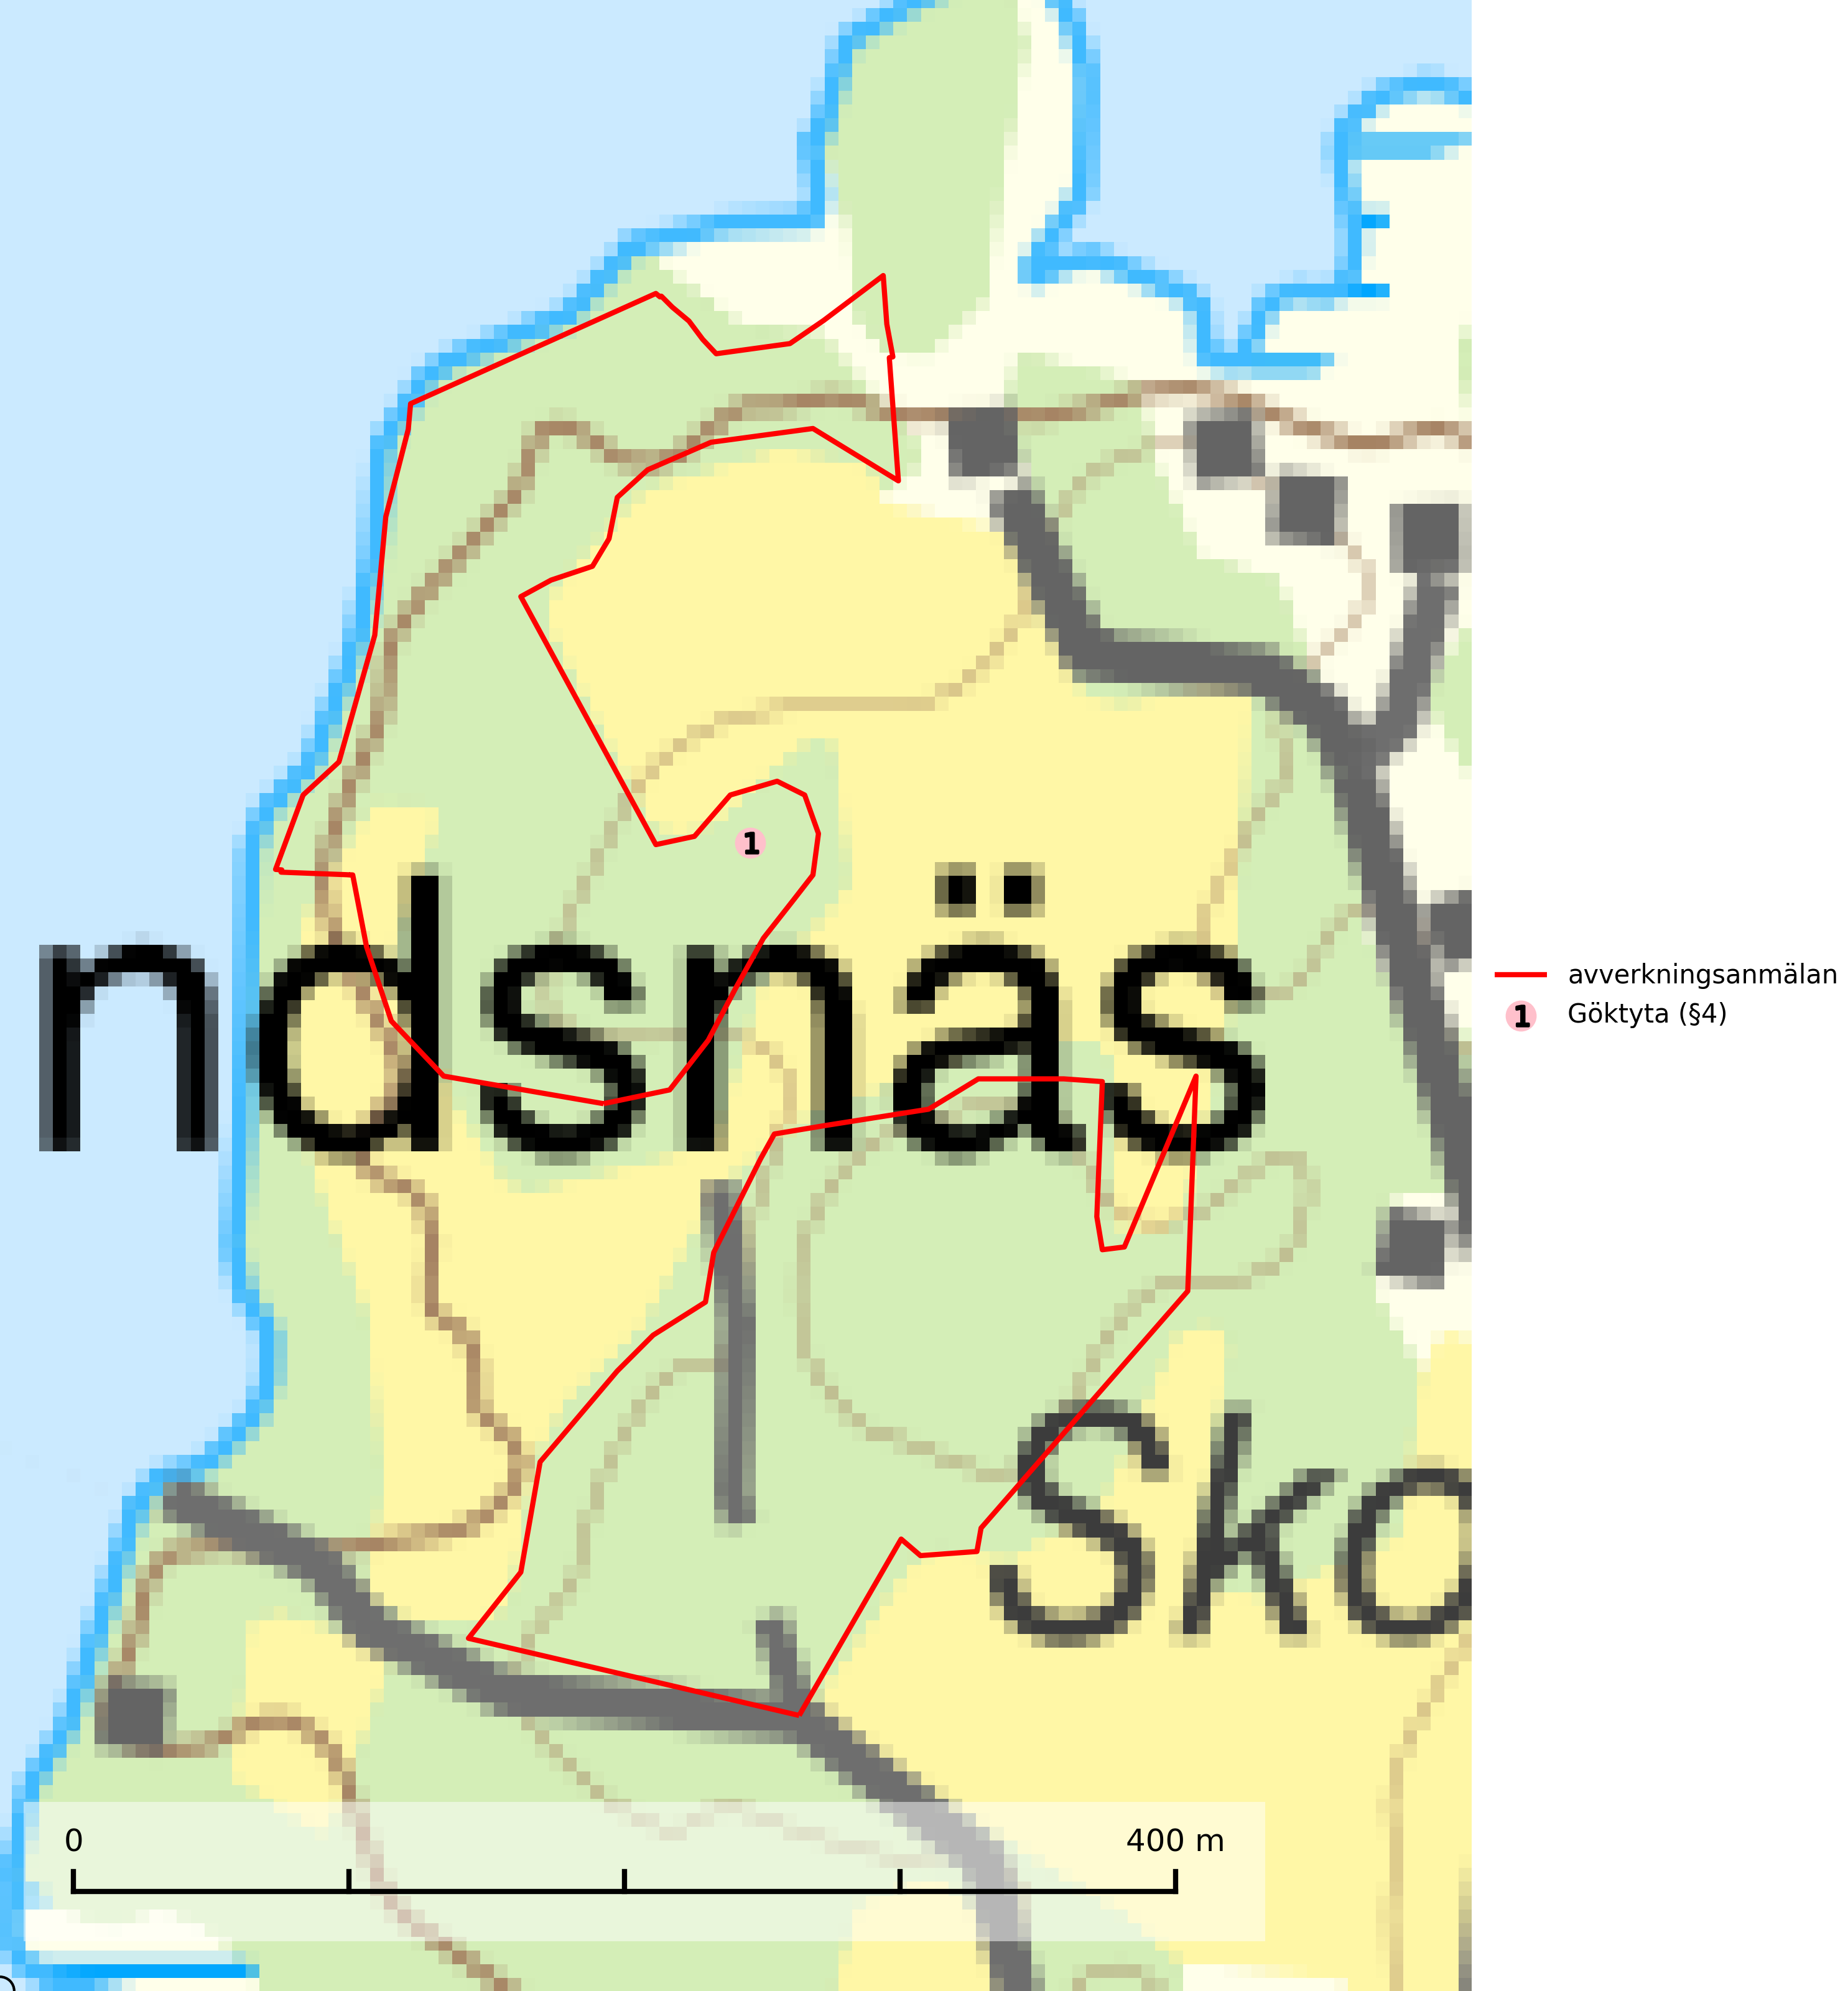 1
ndsnäs
Sko
0 400 m
avverkningsanmälan
1 Göktyta (§4)